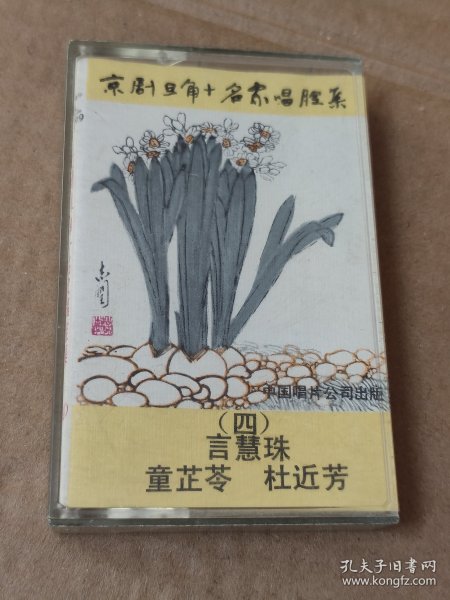 京剧旦角十名家唱腔集
中国唱片公司出版
（四）
言慧珠
童芷苓 杜近芳
孔夫子旧书网
www.kongfz.com